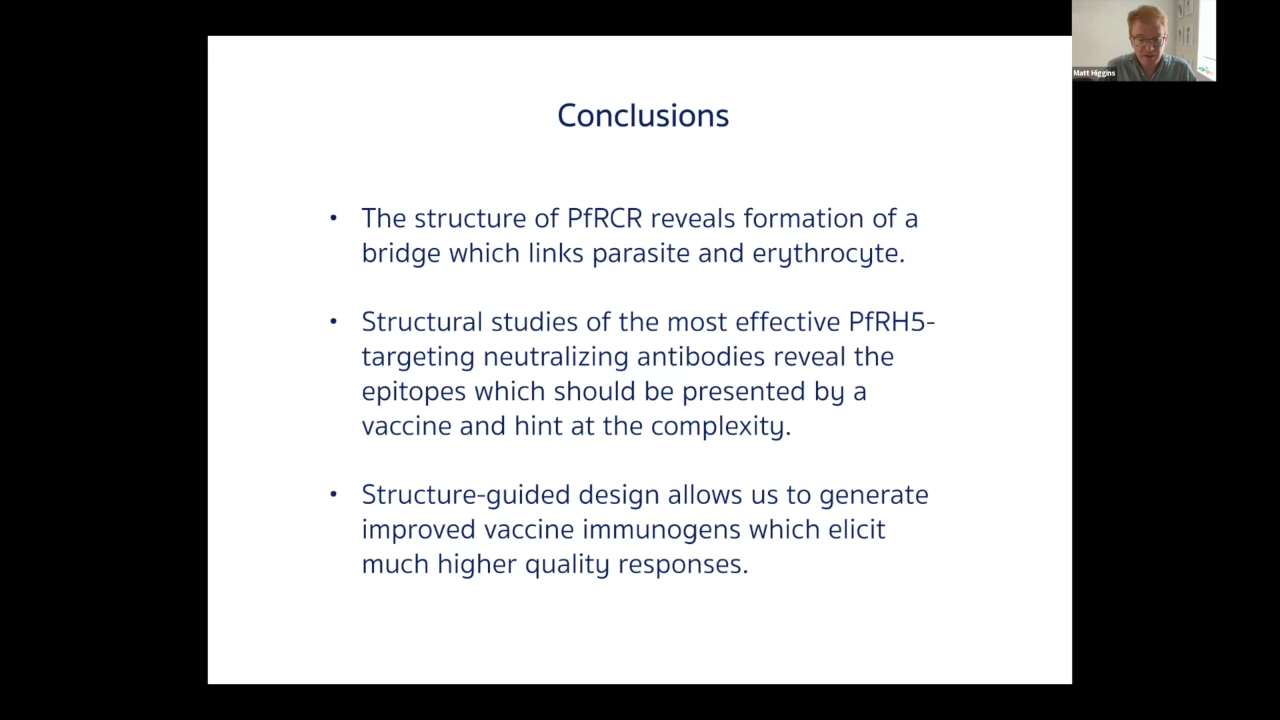 Matt Higgins
Conclusions
• The structure of PfRCR reveals formation of a
bridge which links parasite and erythrocyte.
• Structural studies of the most effective PfRH5-
targeting neutralizing antibodies reveal the
epitopes which should be presented by a
vaccine and hint at the complexity.
• Structure-guided design allows us to generate
improved vaccine immunogens which elicit
much higher quality responses.